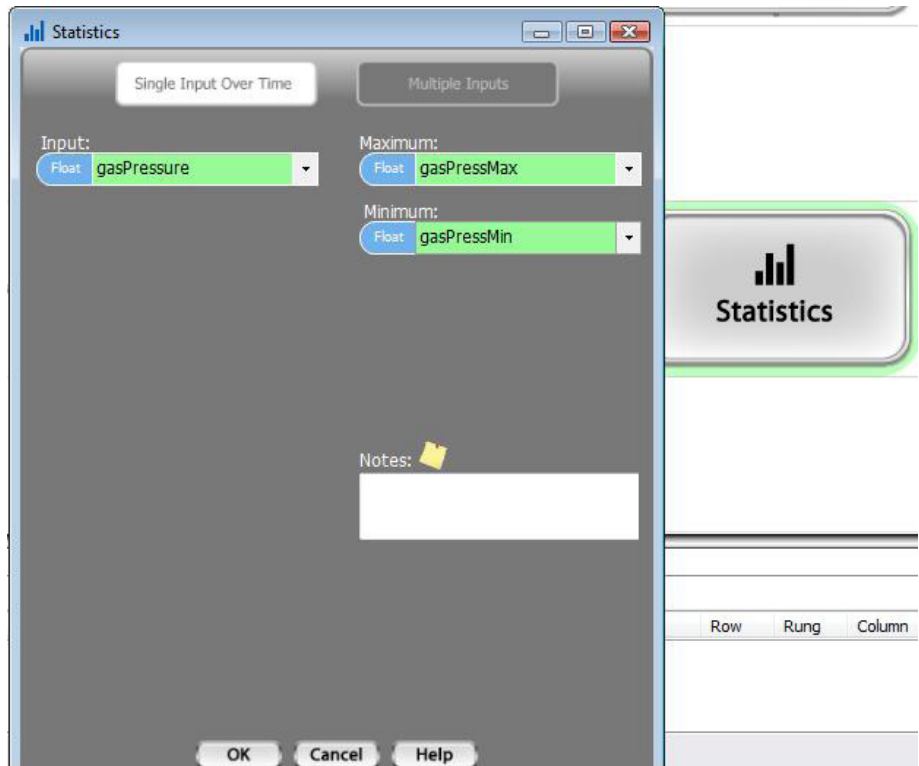 Statistics
Single Input Over Time
Multiple Inputs
Input:
Float gasPressure
Maximum:
Float gasPressMax
Minimum:
Float gasPressMin
Statistics
Notes:
Row Rung Column
OK Cancel Help